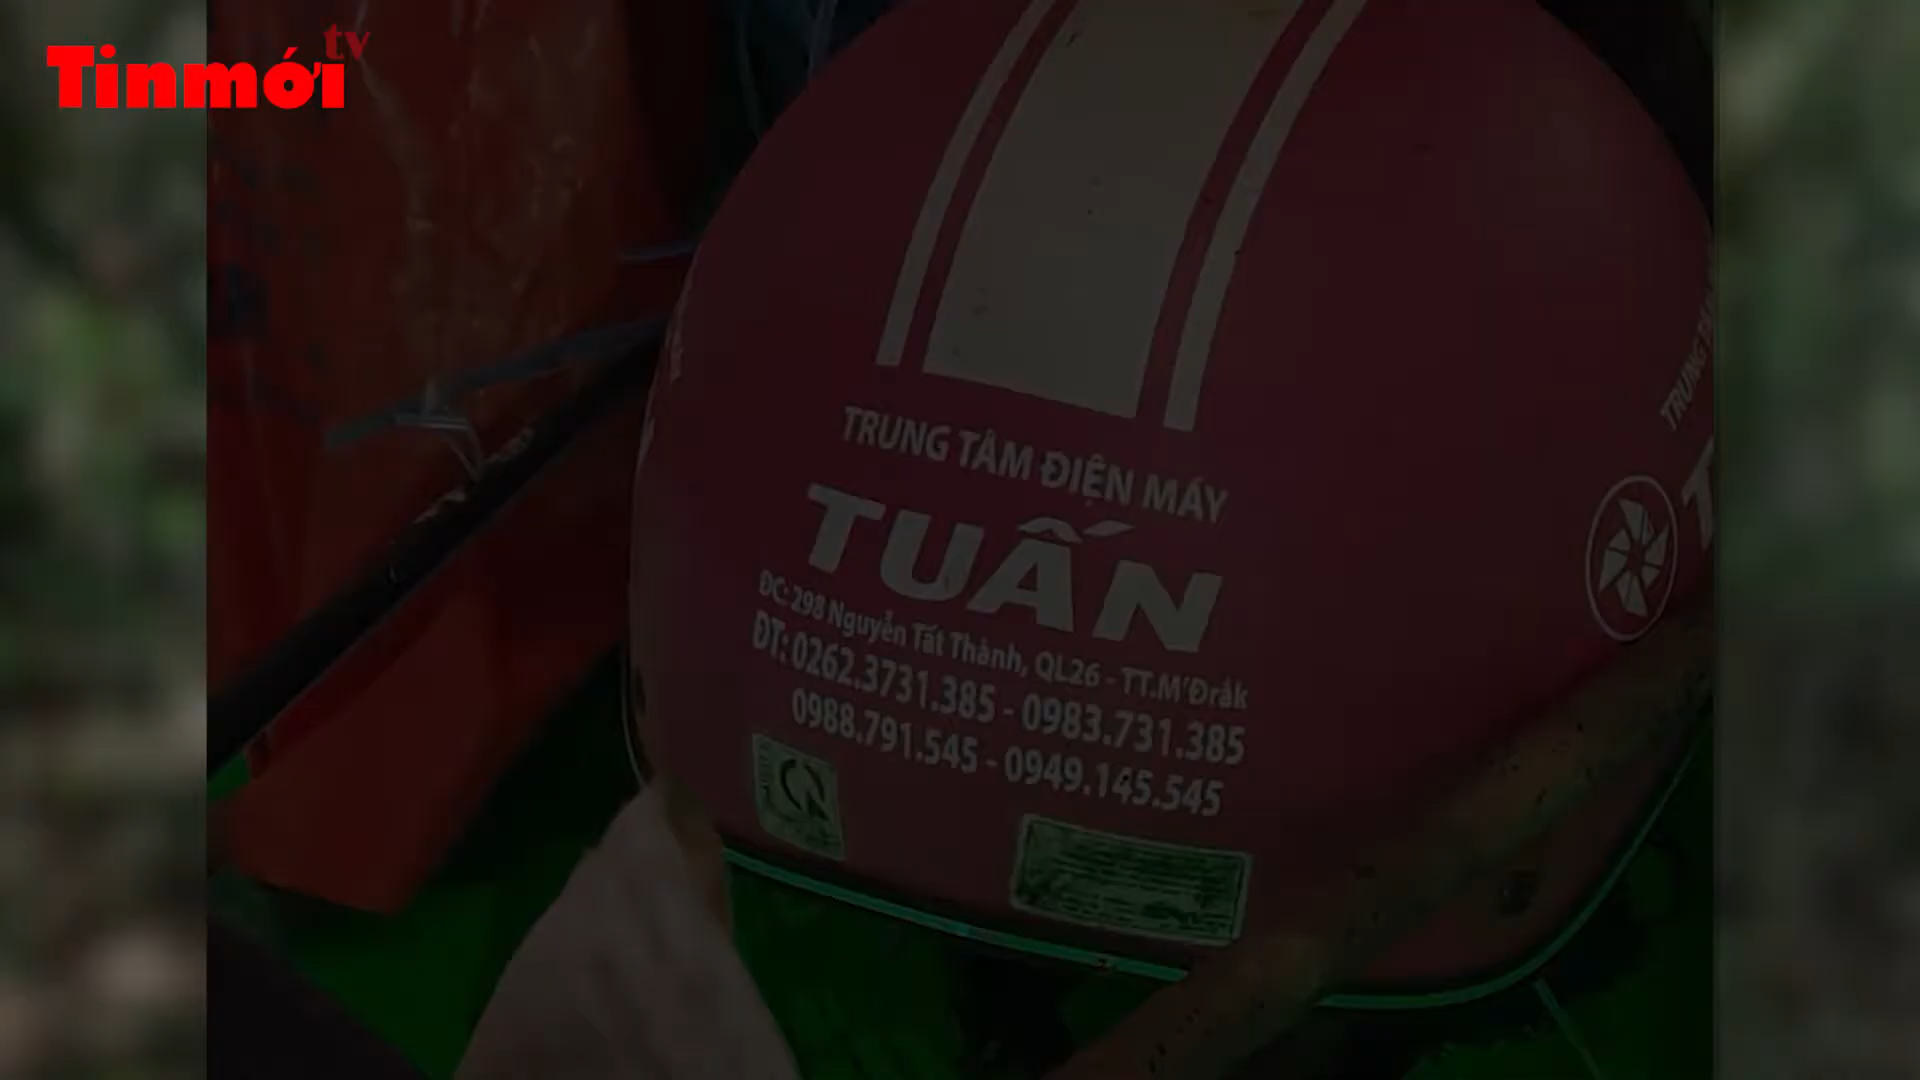 Tinmới tv
TRUNG TÂM ĐIỆN MÁY
TUẤN
ĐC: 298 Nguyễn Tất Thành, QL26 - TT.M'Đrắk
ĐT: 0262.3731.385 - 0983.731.385
0988.791.545 - 0949.145.545
TRUNG